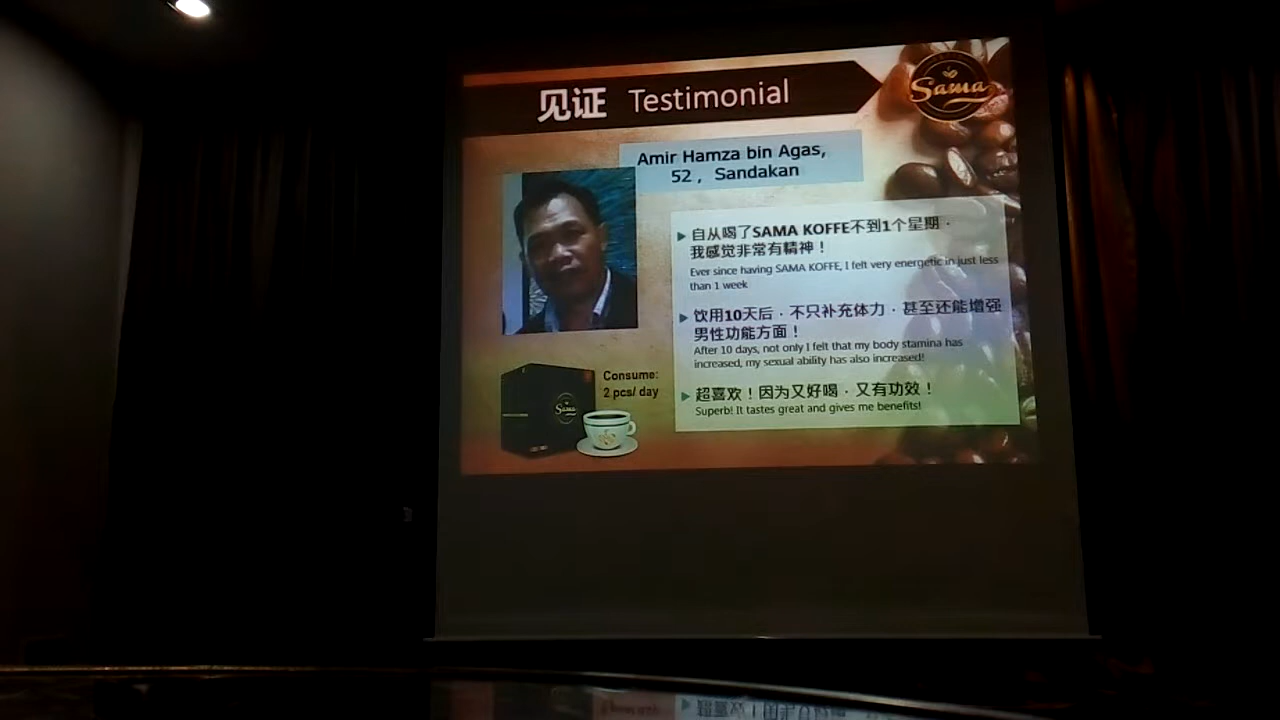 见证 Testimonial
Sama
Amir Hamza bin Agas,
52 , Sandakan
自从喝了SAMA KOFFE不到1个星期 ·
我感觉非常有精神！
Ever since having SAMA KOFFE, I felt very energetic in just less
than 1 week
饮用10天后 · 不只补充体力 · 甚至还能增强
男性功能方面！
After 10 days, not only I felt that my body stamina has
increased, my sexual ability has also increased!
超喜欢！因为又好喝 · 又有功效！
Superb! It tastes great and gives me benefits!
Consume:
2 pcs/ day
Sama